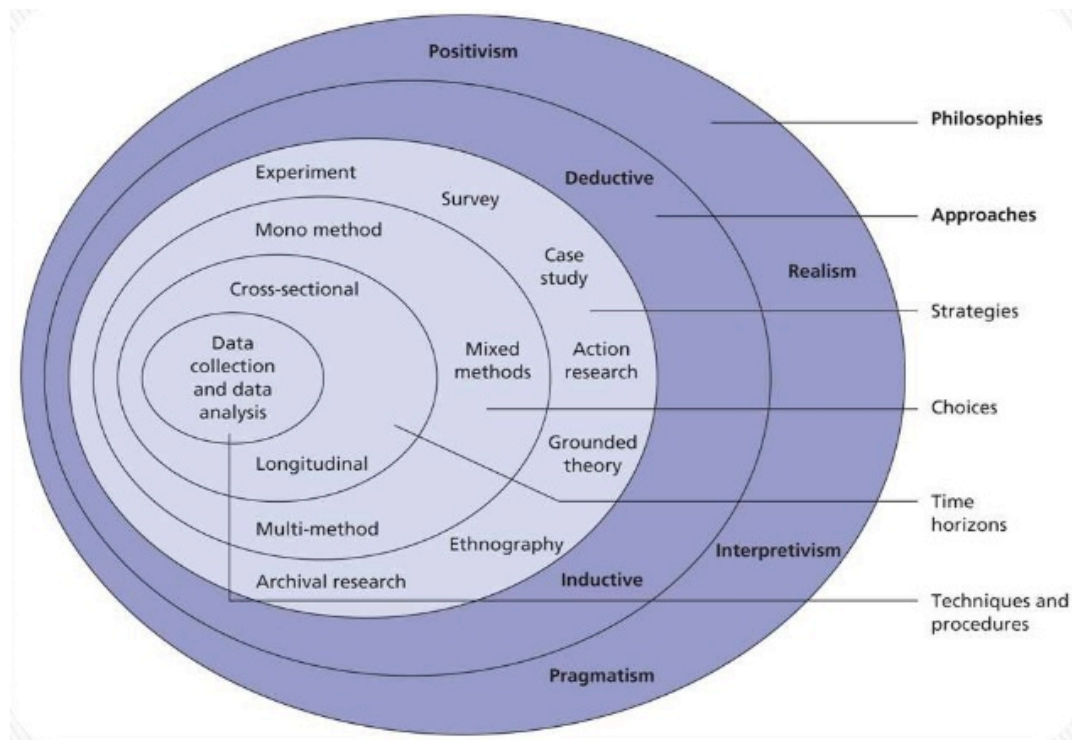 Positivism
Philosophies
Experiment
Deductive
Survey
Approaches
Mono method
Case
study
Realism
Cross-sectional
Strategies
Data
collection
and data
analysis
Mixed
methods
Action
research
Choices
Grounded
theory
Longitudinal
Time
horizons
Multi-method
Ethnography
Interpretivism
Archival research
Inductive
Techniques and
procedures
Pragmatism